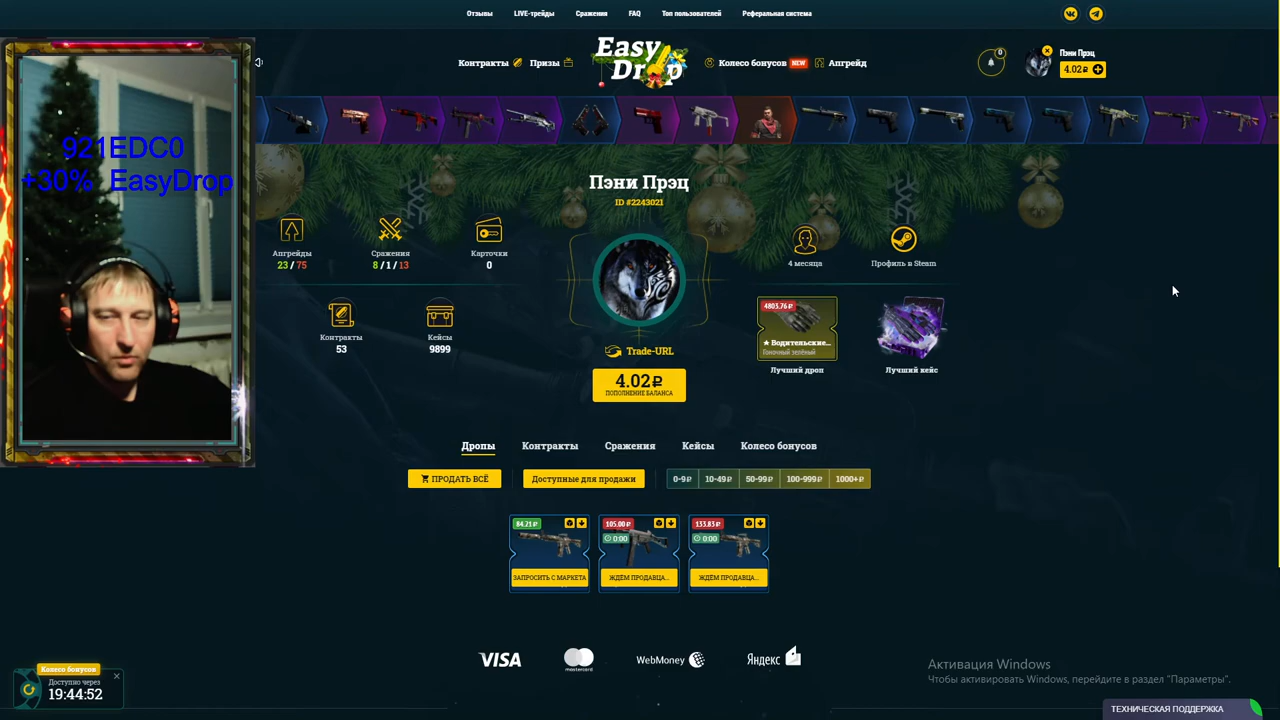 Отзывы
LIVE-трейды
Сражения
FAQ
Топ пользователей
Реферальная система
Контракты
Призы
Easy
Drop
Колесо бонусов NEW
Апгрейд
0
Пэни Прэц
4.02₽
921EDC0
+30% EasyDrop
Пэни Прэц
ID #2243021
Апгрейды
23 / 75
Сражения
8 / 1 / 13
Карточки
0
4 месяца
Профиль в Steam
Контракты
53
Кейсы
9899
4803.76 ₽
★ Водительские...
Гоночный зелёный
Лучший дроп
Лучший кейс
Trade-URL
4.02₽
ПОПОЛНЕНИЕ БАЛАНСА
Дропы
Контракты
Сражения
Кейсы
Колесо бонусов
ПРОДАТЬ ВСЁ
Доступные для продажи
0-9₽
10-49₽
50-99₽
100-999₽
1000+₽
84.21 ₽
ЗАПРОСИТЬ С МАРКЕТА
105.00 ₽
0:00
ЖДЁМ ПРОДАВЦА...
133.83 ₽
0:00
ЖДЁМ ПРОДАВЦА...
VISA
mastercard
WebMoney
Яндекс
Колесо бонусов
Доступно через
19:44:52
Активация Windows
Чтобы активировать Windows, перейдите в раздел "Параметры".
ТЕХНИЧЕСКАЯ ПОДДЕРЖКА